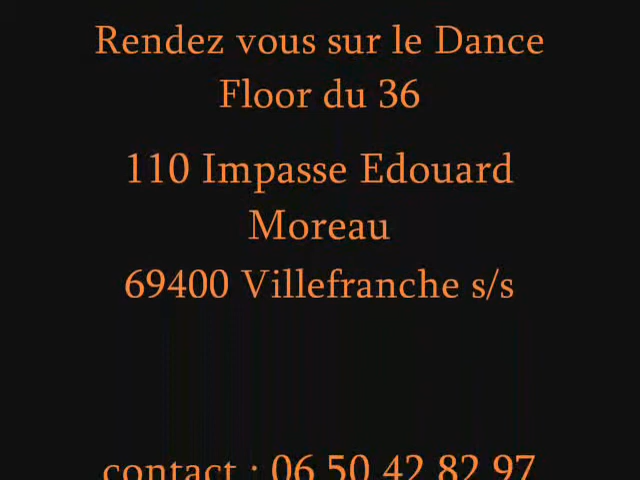 Rendez vous sur le Dance
Floor du 36
110 Impasse Edouard
Moreau
69400 Villefranche s/s
contact : 06 50 42 82 97